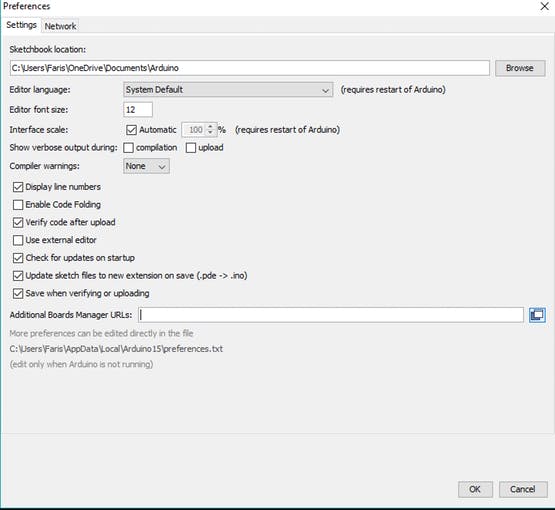 Preferences
Settings Network
Sketchbook location:
C:\Users\Faris\OneDrive\Documents\Arduino Browse
Editor language: System Default (requires restart of Arduino)
Editor font size: 12
Interface scale: Automatic 100 % (requires restart of Arduino)
Show verbose output during: compilation upload
Compiler warnings: None
Display line numbers
Enable Code Folding
Verify code after upload
Use external editor
Check for updates on startup
Update sketch files to new extension on save (.pde -> .ino)
Save when verifying or uploading
Additional Boards Manager URLs:
More preferences can be edited directly in the file
C:\Users\Faris\AppData\Local\Arduino15\preferences.txt
(edit only when Arduino is not running)
OK Cancel